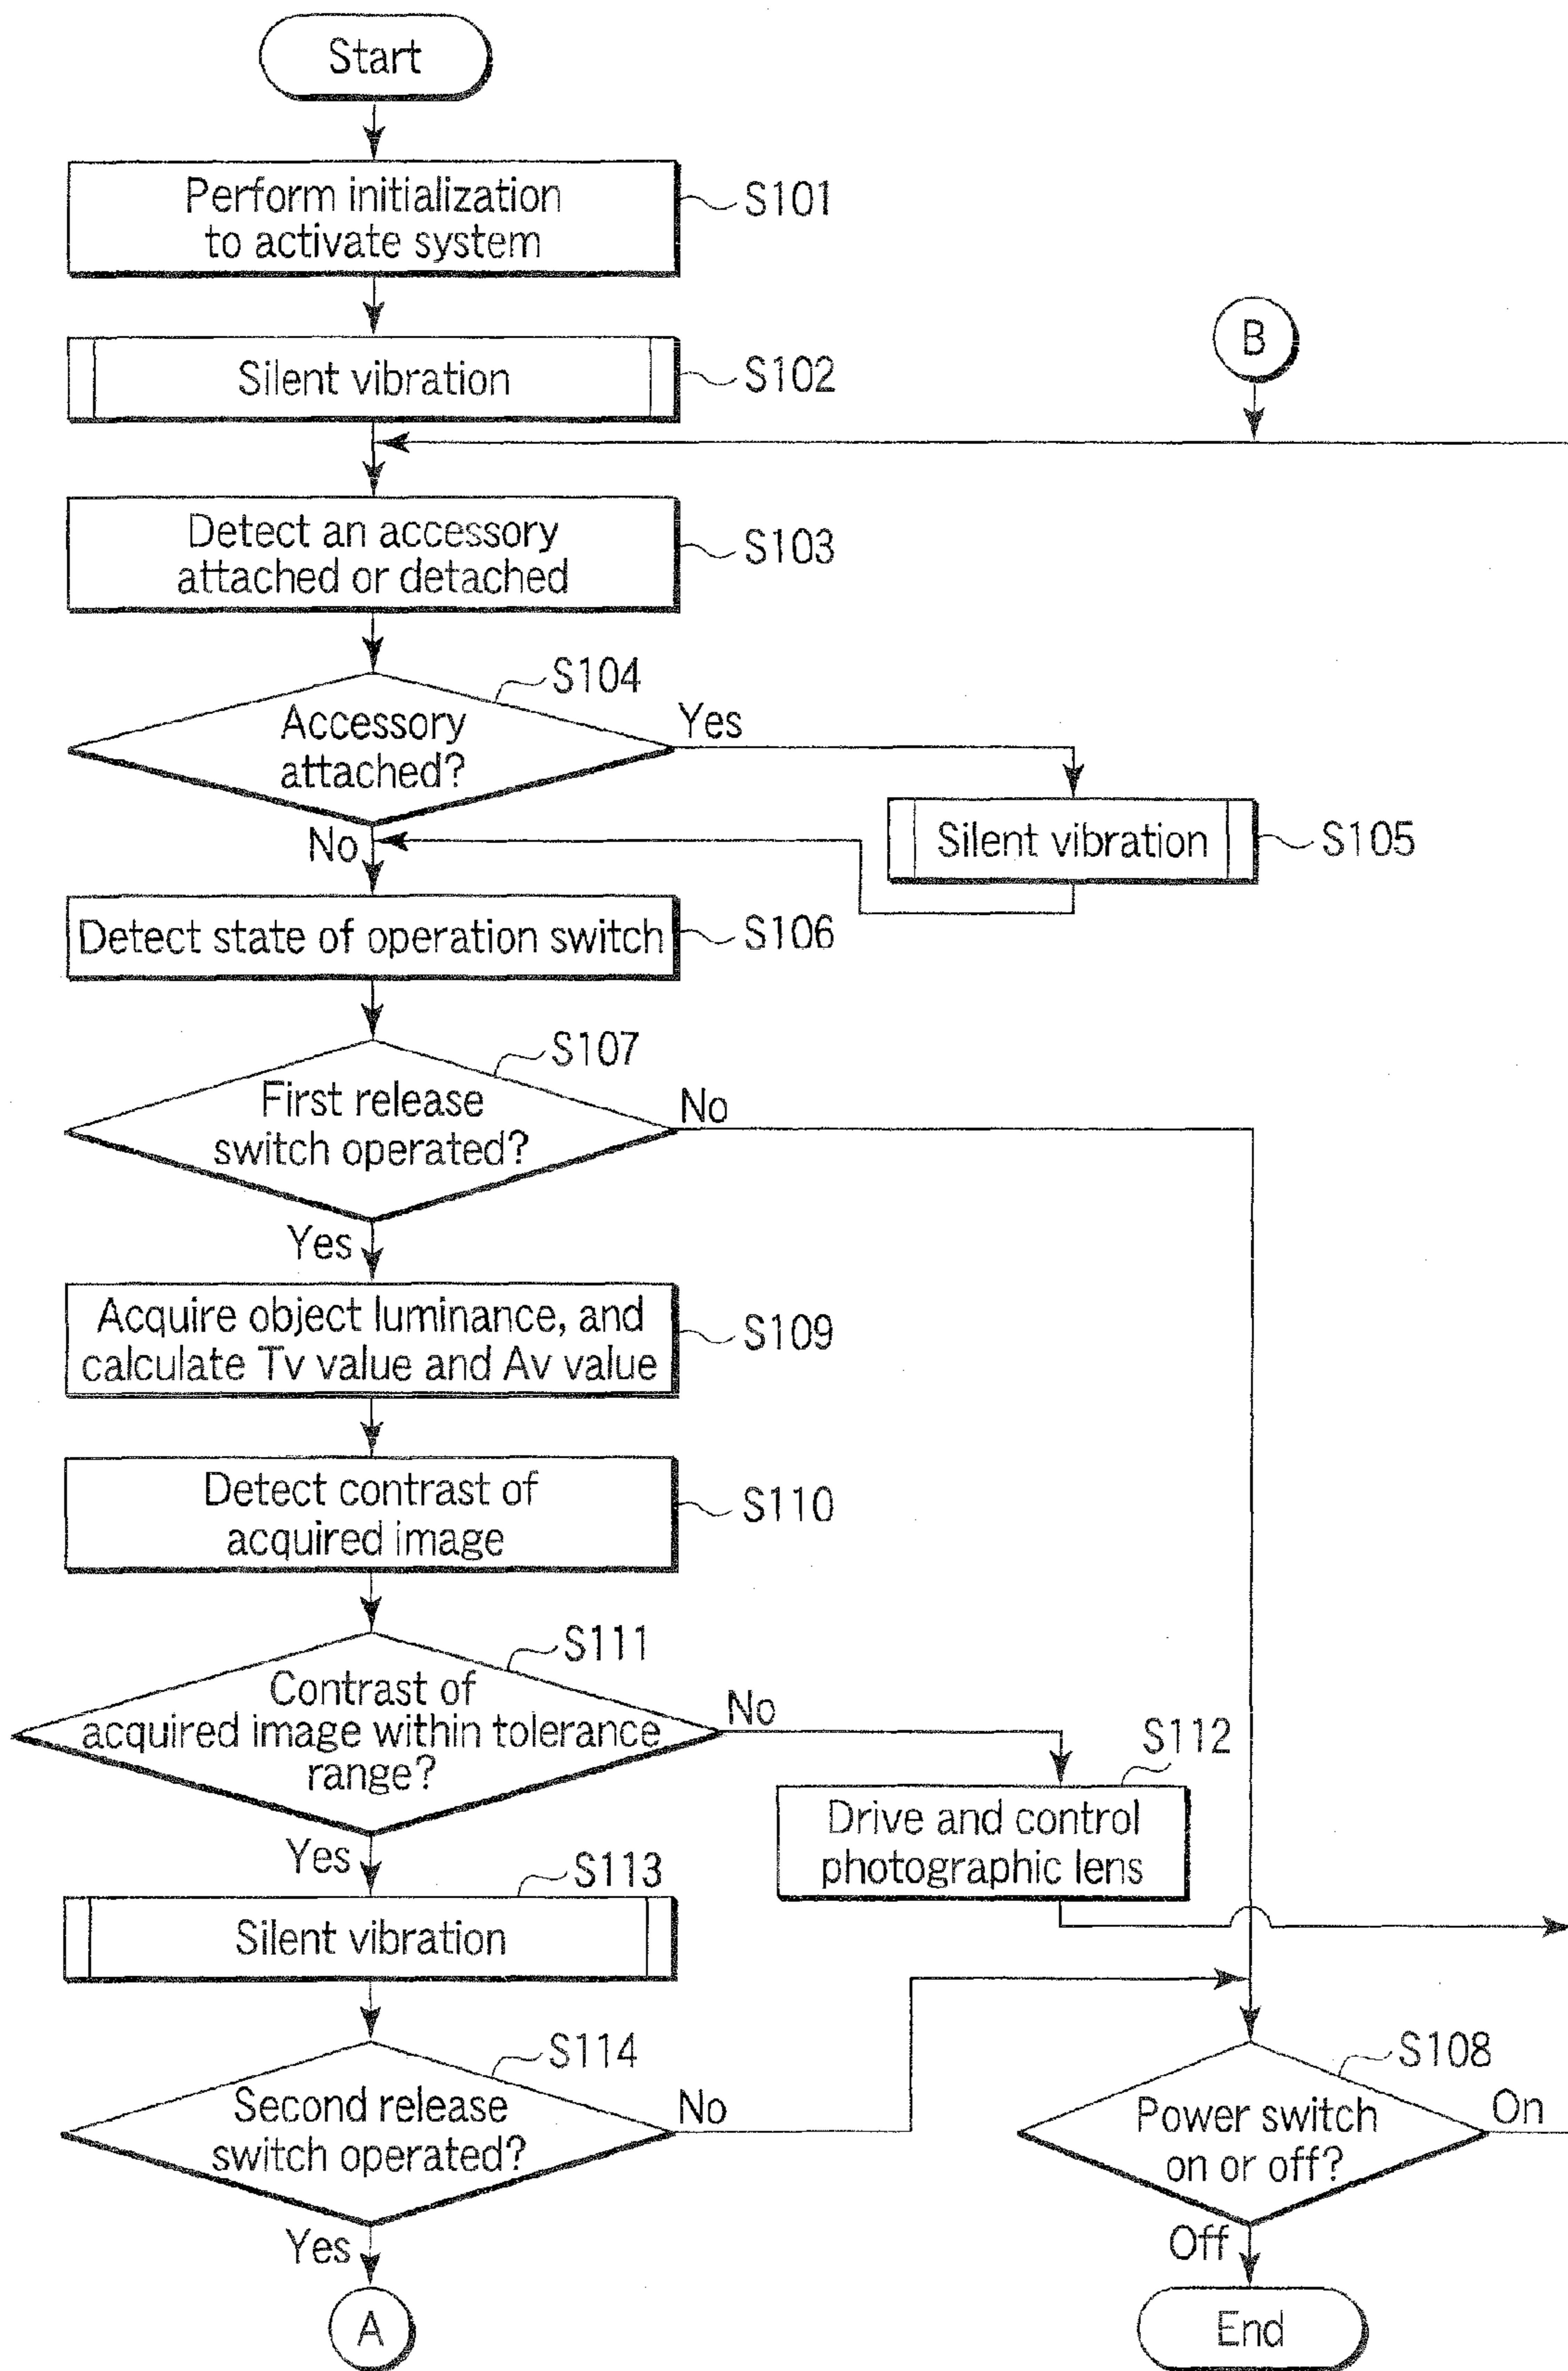 Start
Perform initialization
to activate system
S101
Silent vibration
S102
B
Detect an accessory
attached or detached
S103
S104
Accessory
attached?
Yes
No
Silent vibration
S105
Detect state of operation switch
S106
S107
First release
switch operated?
No
Yes
Acquire object luminance, and
calculate Tv value and Av value
S109
Detect contrast of
acquired image
S110
S111
Contrast of
acquired image within tolerance
range?
No
Yes
S112
Drive and control
photographic lens
S113
Silent vibration
S114
Second release
switch operated?
No
Yes
A
S108
Power switch
on or off?
On
Off
End